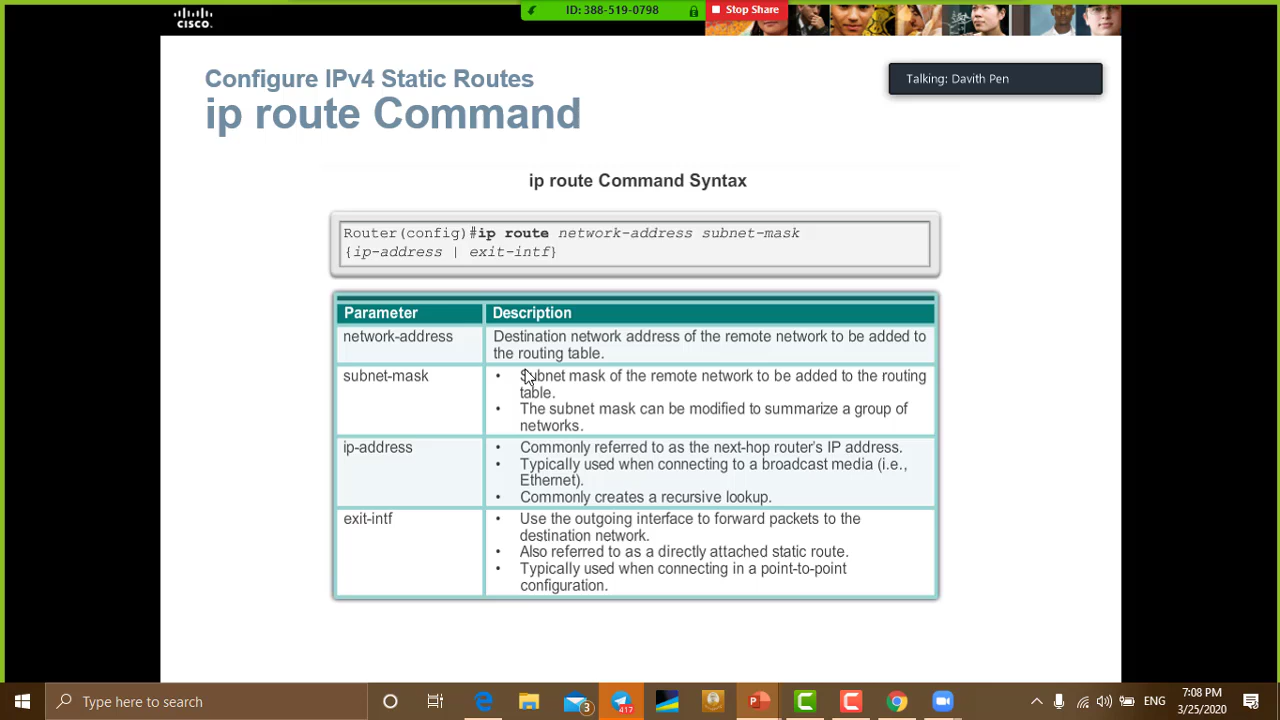 CISCO
ID: 388-519-0798
Stop Share
Talking: Davith Pen
Configure IPv4 Static Routes
ip route Command
ip route Command Syntax
Router(config)#ip route network-address subnet-mask
{ip-address | exit-intf}
Parameter Description
network-address Destination network address of the remote network to be added to
the routing table.
subnet-mask • Subnet mask of the remote network to be added to the routing
table.
• The subnet mask can be modified to summarize a group of
networks.
ip-address • Commonly referred to as the next-hop router's IP address.
• Typically used when connecting to a broadcast media (i.e.,
Ethernet).
• Commonly creates a recursive lookup.
exit-intf • Use the outgoing interface to forward packets to the
destination network.
• Also referred to as a directly attached static route.
• Typically used when connecting in a point-to-point
configuration.
Type here to search
3
417
ENG
7:08 PM
3/25/2020